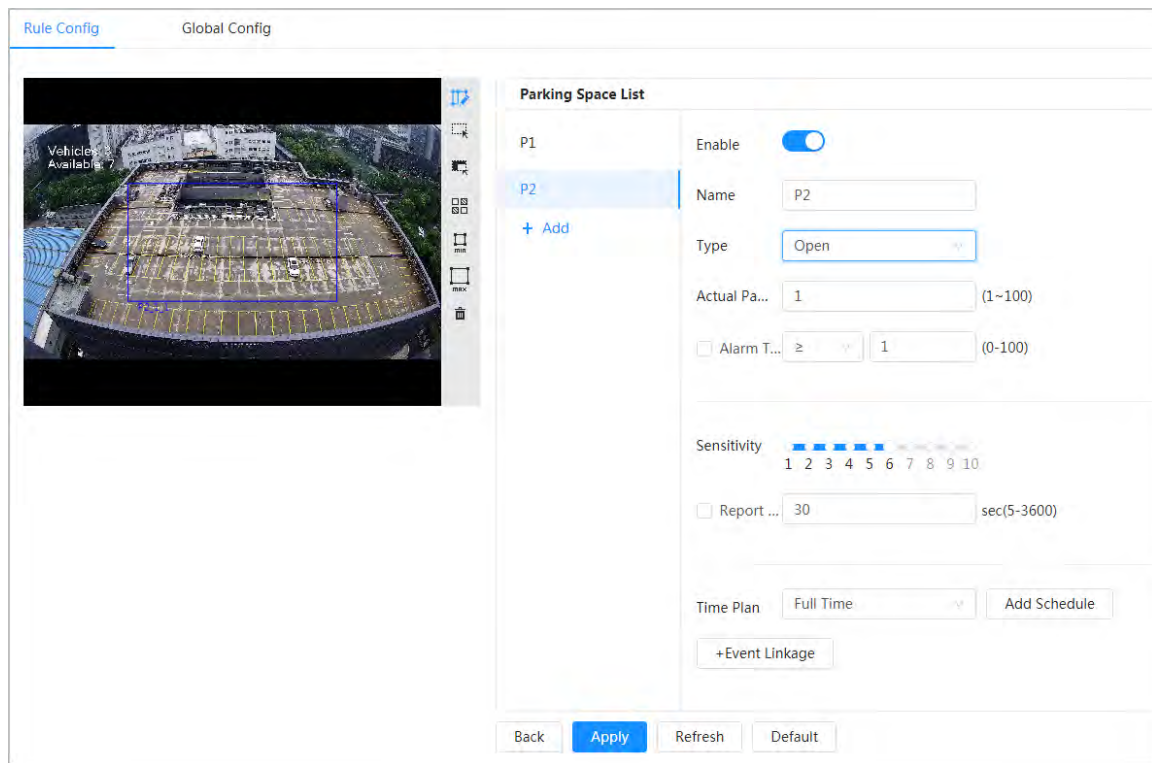 Rule Config
Global Config
Vehicles:
Available: 7
min
max
Parking Space List
P1
P2
+ Add
Enable
Name P2
Type Open
Actual Pa... 1 (1~100)
Alarm T... ≥ 1 (0-100)
Sensitivity
1 2 3 4 5 6 7 8 9 10
Report ... 30 sec(5-3600)
Time Plan Full Time Add Schedule
+Event Linkage
Back Apply Refresh Default